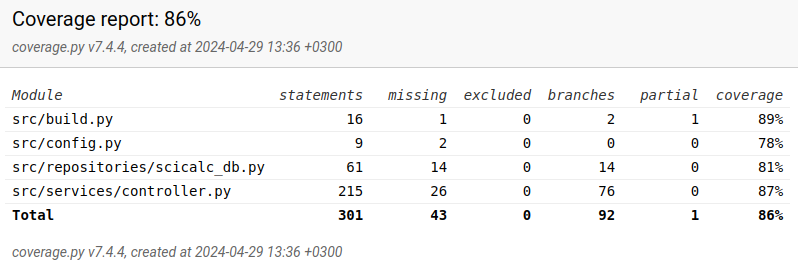 Coverage report: 86%
coverage.py v7.4.4, created at 2024-04-29 13:36 +0300
Module statements missing excluded branches partial coverage
src/build.py 16 1 0 2 1 89%
src/config.py 9 2 0 0 0 78%
src/repositories/scicalc_db.py 61 14 0 14 0 81%
src/services/controller.py 215 26 0 76 0 87%
Total 301 43 0 92 1 86%
coverage.py v7.4.4, created at 2024-04-29 13:36 +0300